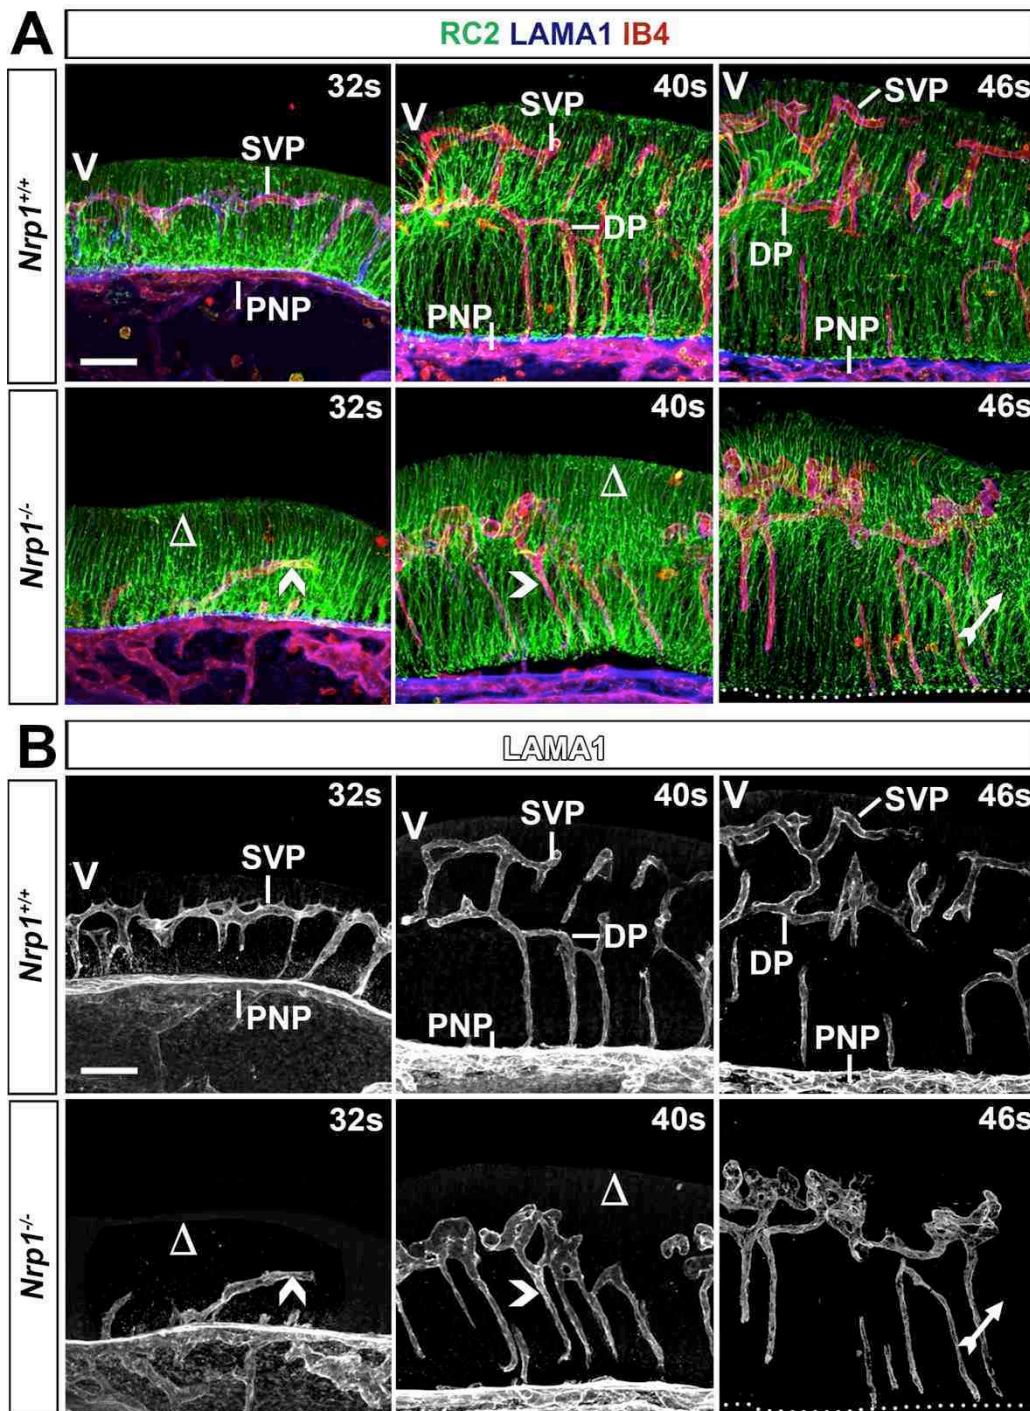 A
RC2 LAMA1 IB4
Nrp1+/+
32s
V
SVP
PNP
40s
V
SVP
DP
PNP
46s
V
SVP
DP
PNP
Nrp1-/-
32s
Δ
40s
Δ
46s
B
LAMA1
Nrp1+/+
32s
V
SVP
PNP
40s
V
SVP
DP
PNP
46s
V
SVP
DP
PNP
Nrp1-/-
32s
Δ
40s
Δ
46s